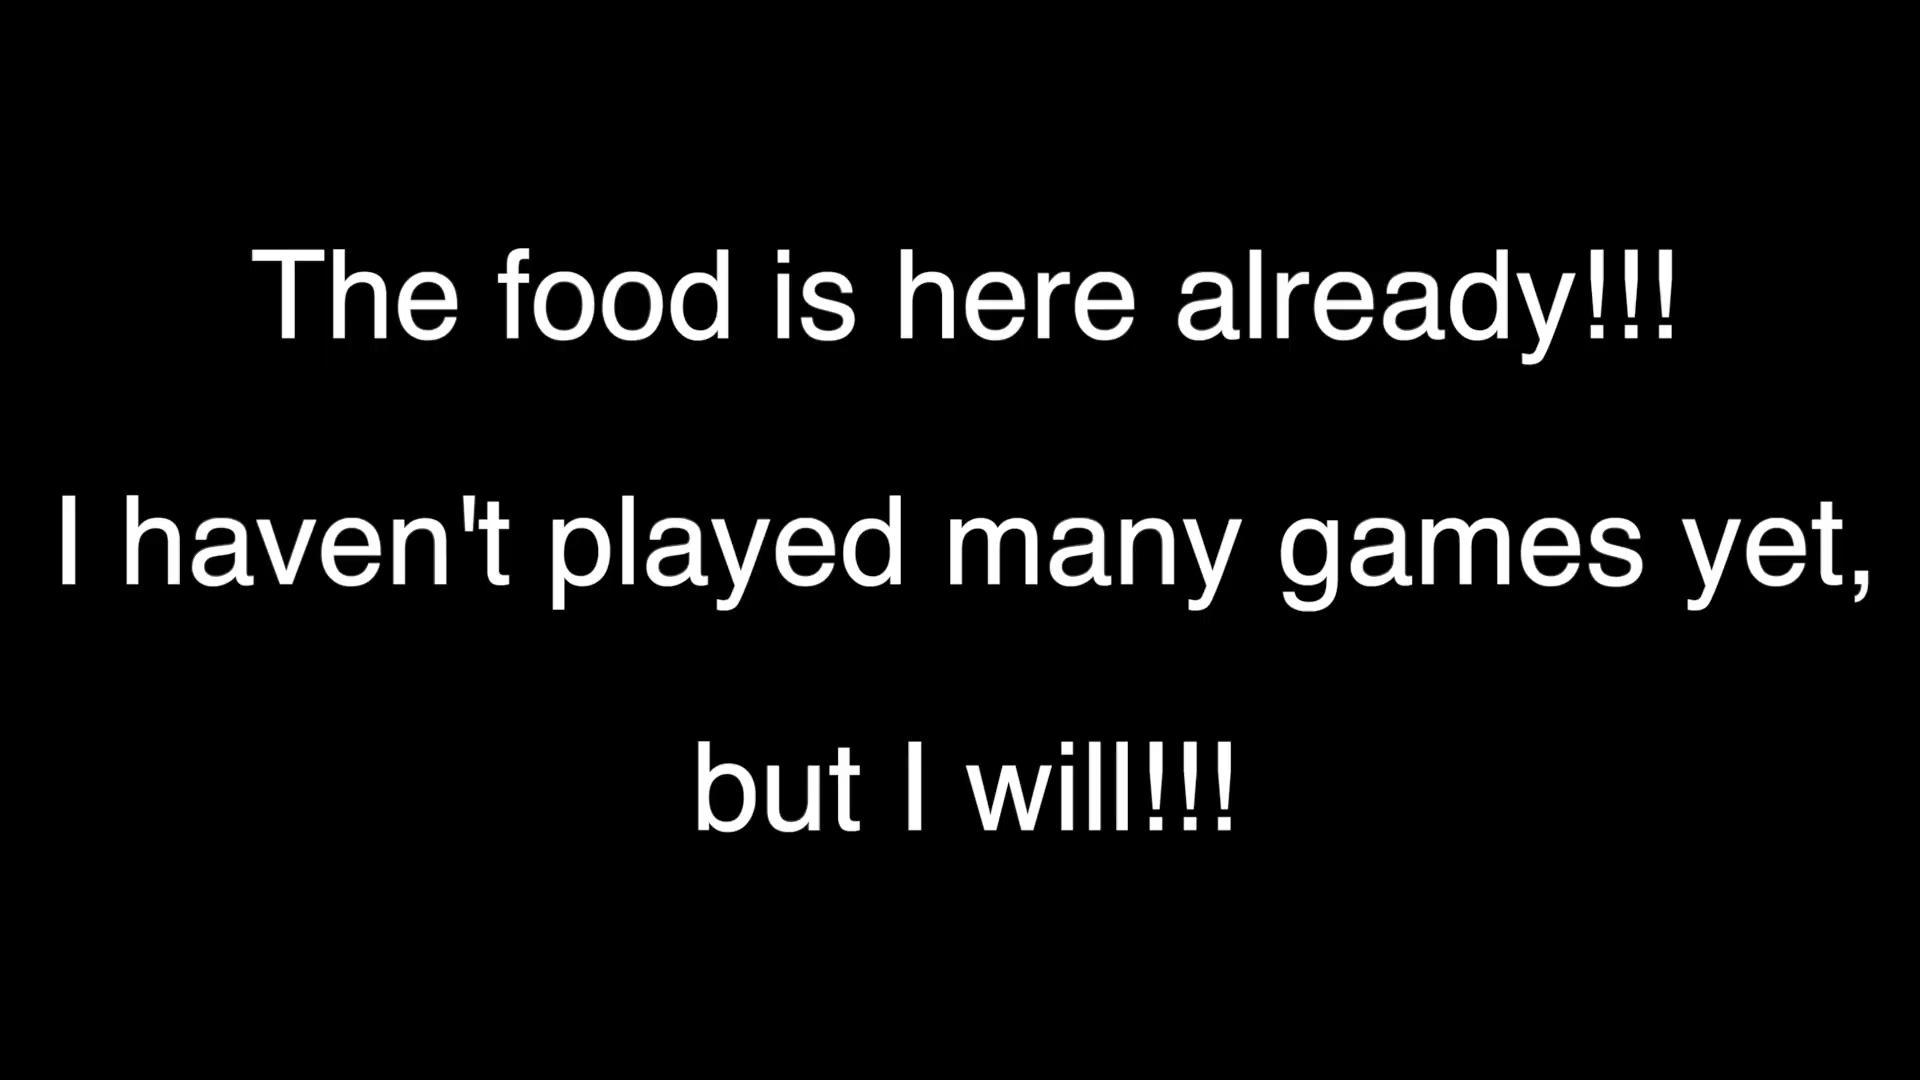 The food is here already!!!
I haven't played many games yet,
but I will!!!